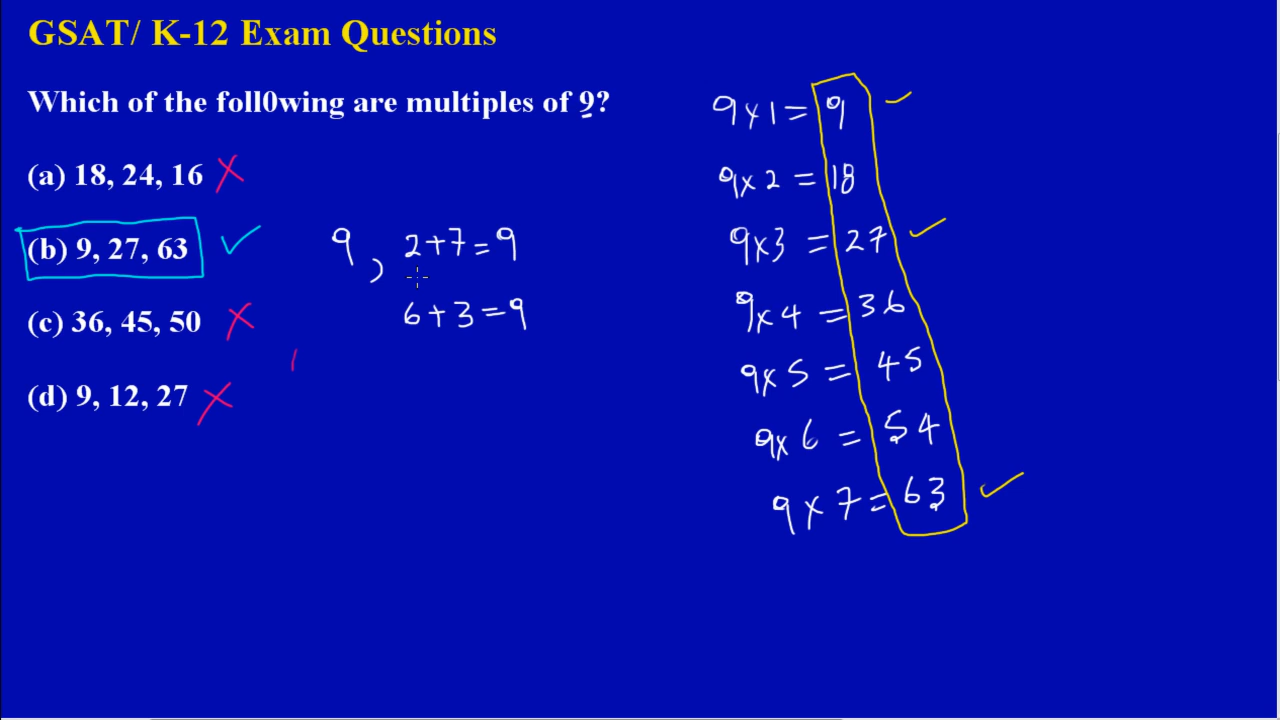 GSAT/ K-12 Exam Questions
Which of the foll0wing are multiples of 9?
(a) 18, 24, 16
(b) 9, 27, 63
(c) 36, 45, 50
(d) 9, 12, 27
9, 2+7=9
6+3=9
9x1=9
9x2=18
9x3=27
9x4=36
9x5=45
9x6=54
9x7=63